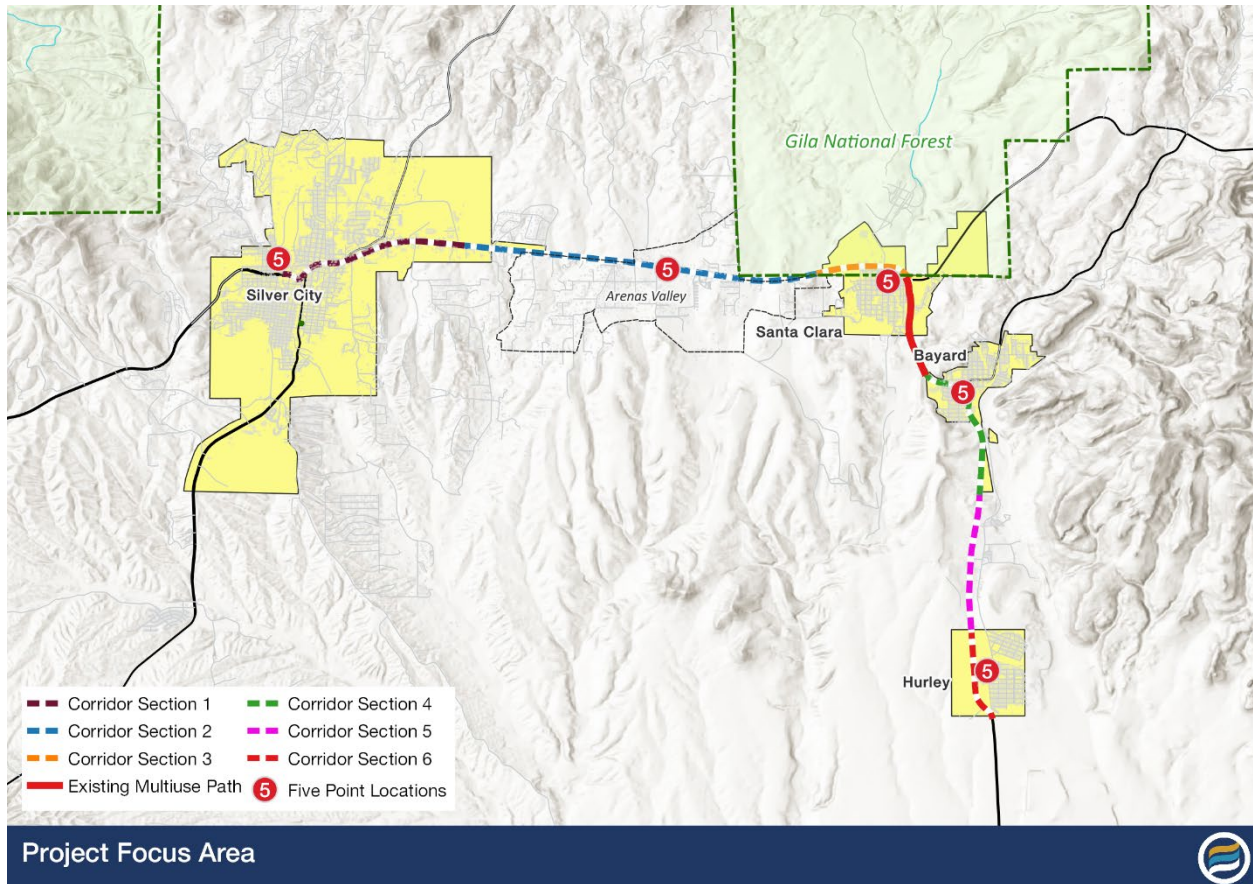 Gila National Forest
5
Silver City
5
Arenas Valley
5
Santa Clara
Bayard
5
Hurley
5
Corridor Section 1
Corridor Section 2
Corridor Section 3
Existing Multiuse Path
Corridor Section 4
Corridor Section 5
Corridor Section 6
5 Five Point Locations
Project Focus Area